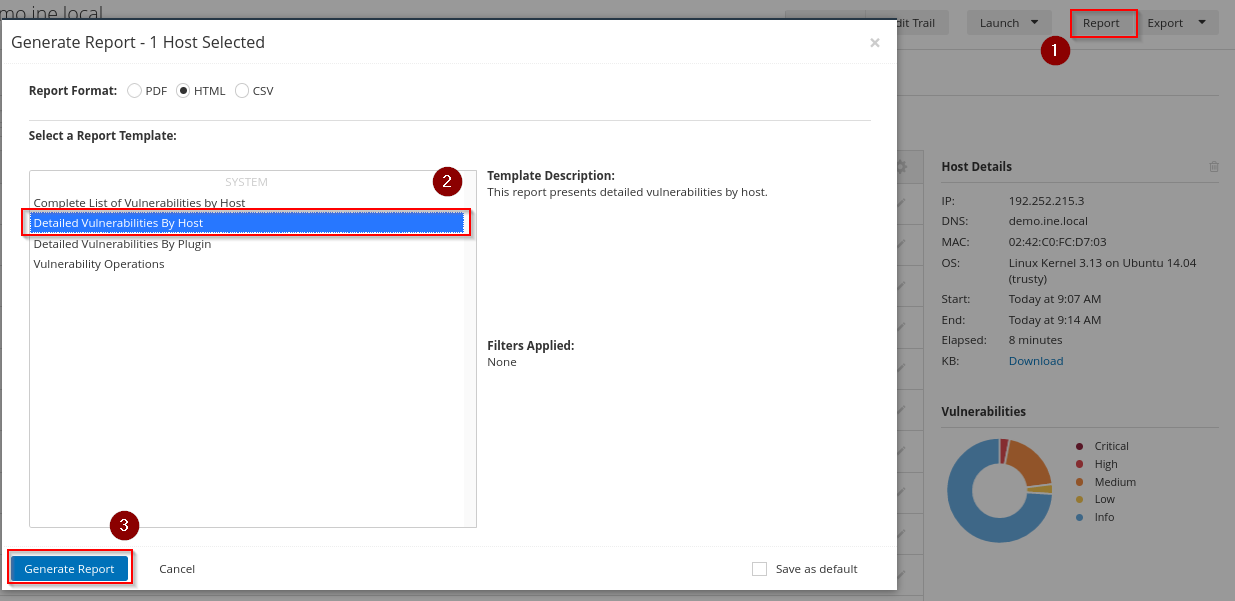 mo.ine.local
dit Trail
Launch
Report
Export
1
Generate Report - 1 Host Selected
×
Report Format:
PDF
HTML
CSV
Select a Report Template:
SYSTEM
2
Complete List of Vulnerabilities by Host
Detailed Vulnerabilities By Host
Detailed Vulnerabilities By Plugin
Vulnerability Operations
Template Description:
This report presents detailed vulnerabilities by host.
Filters Applied:
None
3
Generate Report
Cancel
Save as default
Host Details
IP: 192.252.215.3
DNS: demo.ine.local
MAC: 02:42:C0:FC:D7:03
OS: Linux Kernel 3.13 on Ubuntu 14.04
(trusty)
Start: Today at 9:07 AM
End: Today at 9:14 AM
Elapsed: 8 minutes
KB: Download
Vulnerabilities
Critical
High
Medium
Low
Info